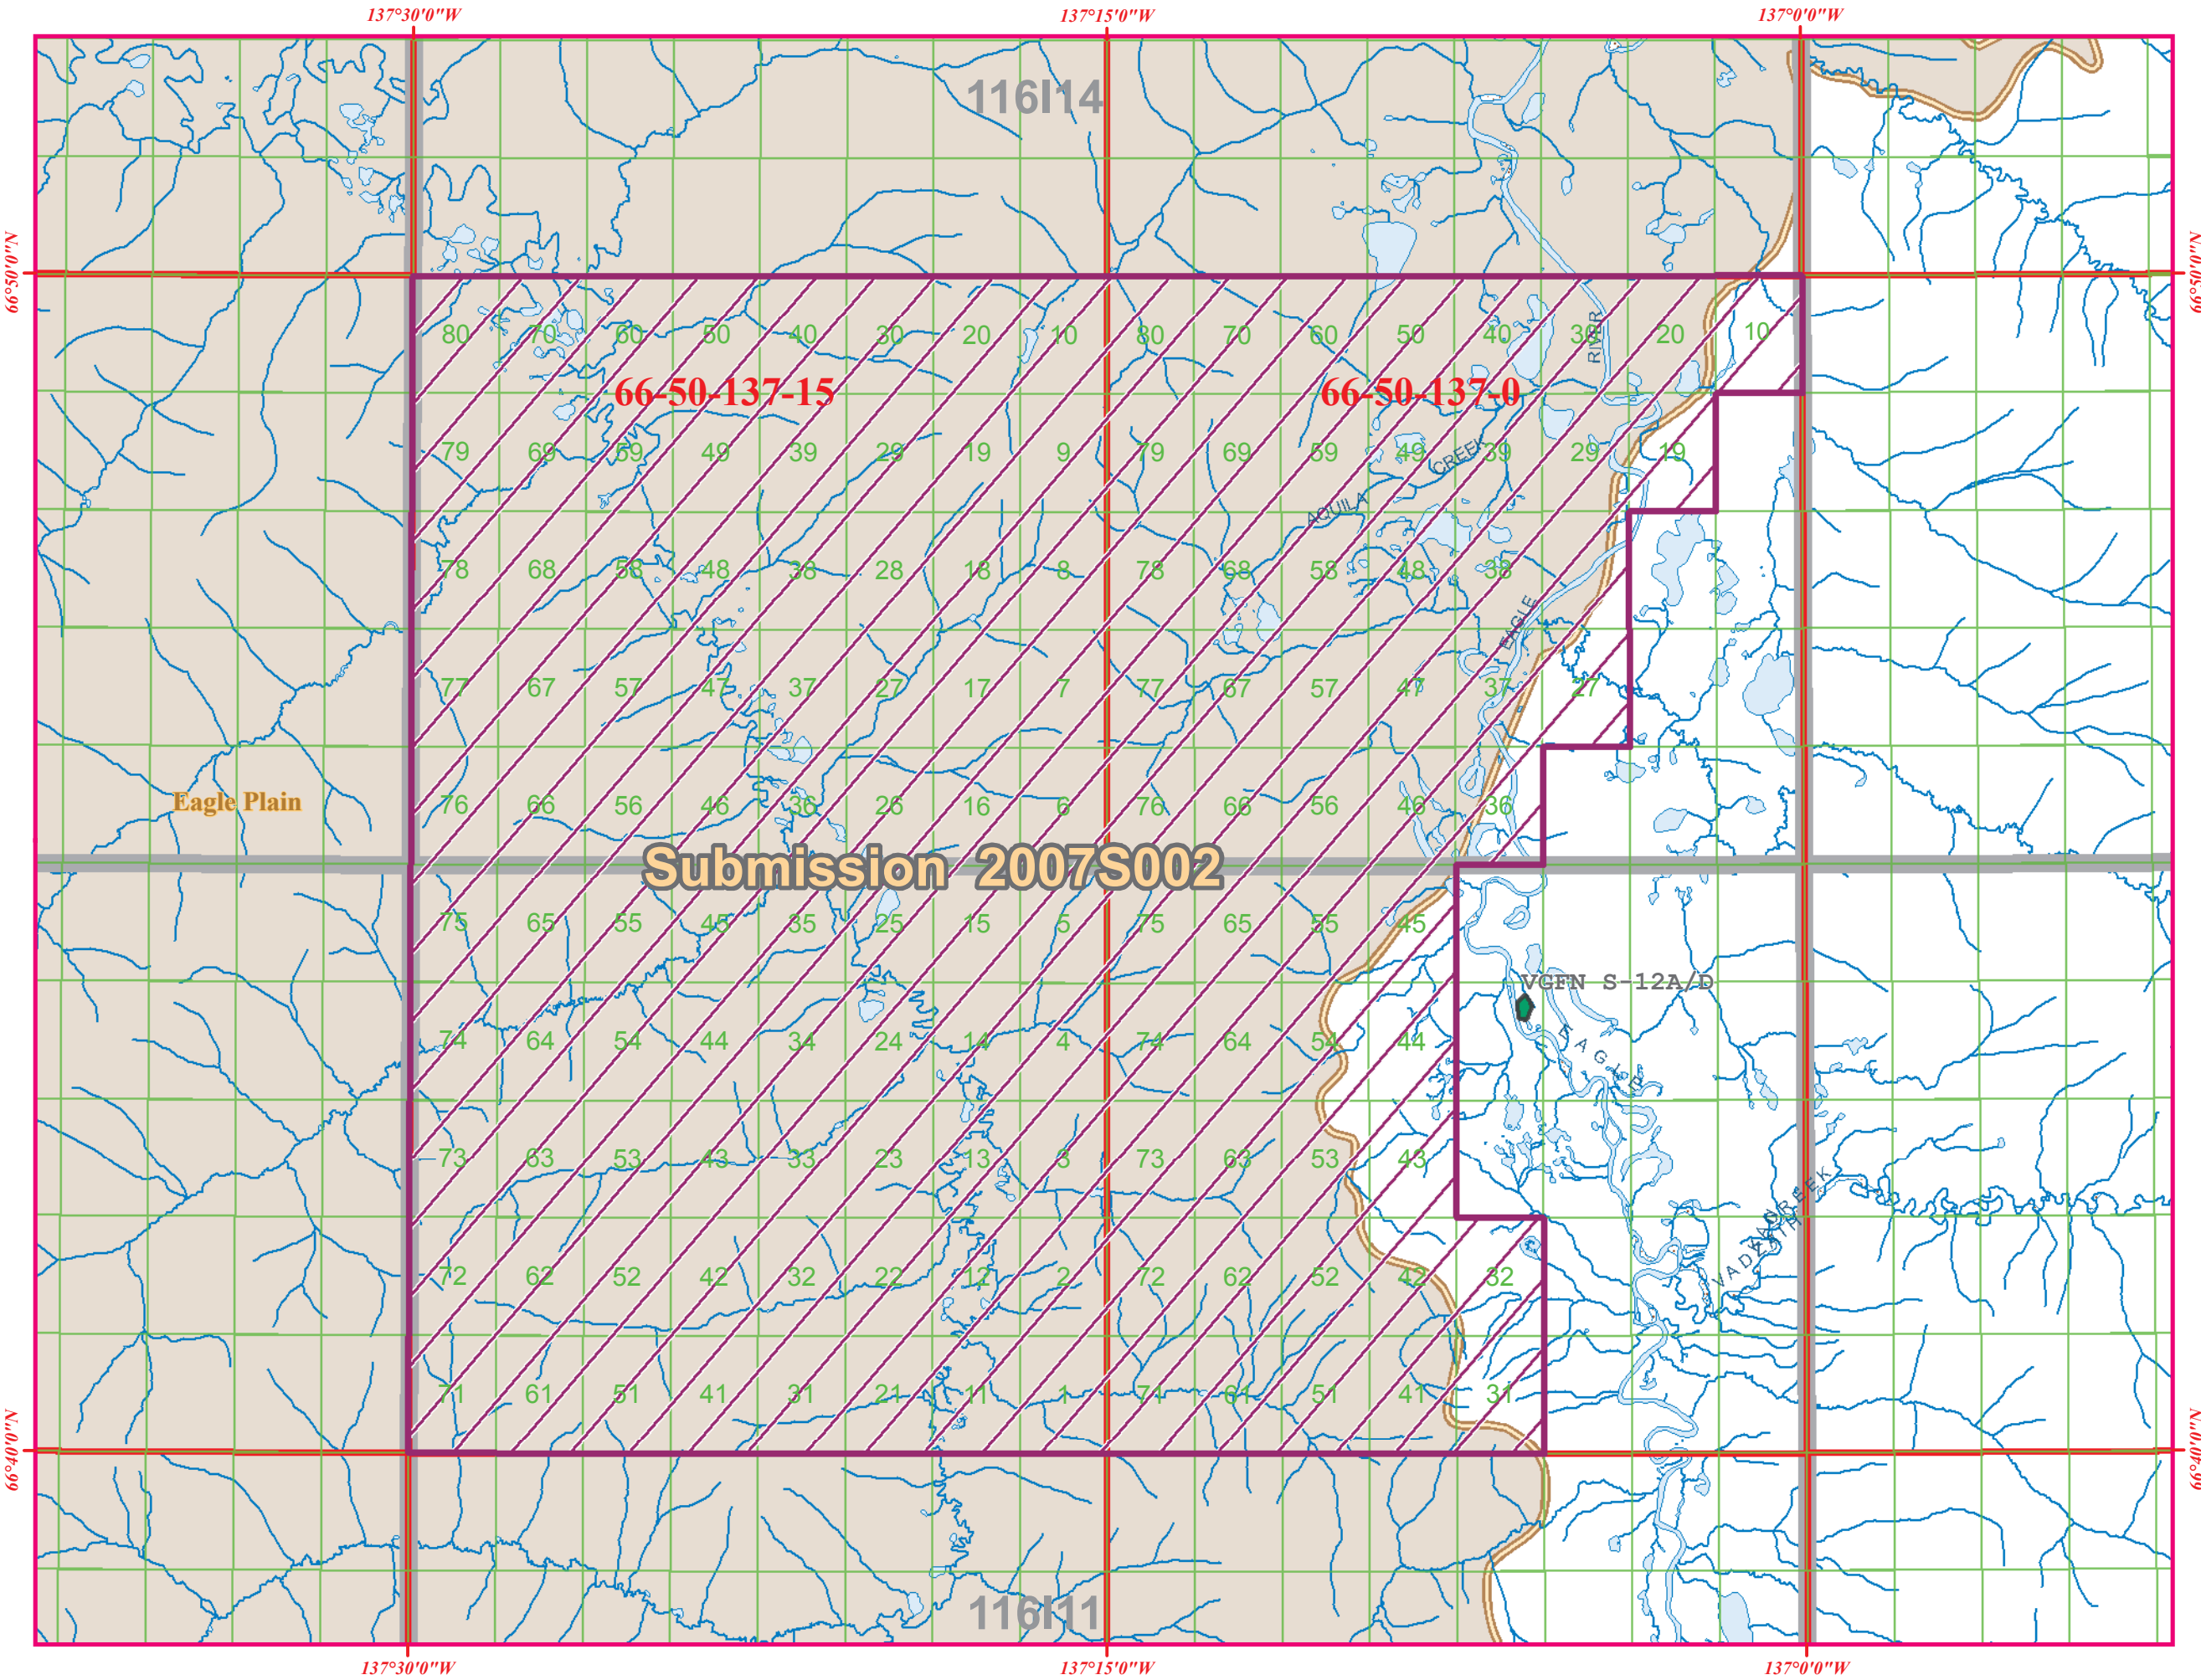 137°30'0"W 137°15'0"W 137°0'0"W
116I14
66°50'0"N 66°50'0"N
80 70 60 50 40 30 20 10 80 70 60 50 40 30 20 10
RIVER
66-50-137-15 66-50-137-0
79 69 59 49 39 29 19 9 79 69 59 49 39 29 19
AQUILA CREEK
78 68 58 48 38 28 18 8 78 68 58 48 38
EAGLE
77 67 57 47 37 27 17 7 77 67 57 47 37 27
Eagle Plain
76 66 56 46 36 26 16 6 76 66 56 46 36
Submission 2007S002
75 65 55 45 35 25 15 5 75 65 55 45
VGFN S-12A/D
74 64 54 44 34 24 14 4 74 64 54 44
EAGLE
73 63 53 43 33 23 13 3 73 63 53 43
CREEK
72 62 52 42 32 22 12 2 72 62 52 42 32
71 61 51 41 31 21 11 1 71 61 51 41 31
66°40'0"N 66°40'0"N
116I11
137°30'0"W 137°15'0"W 137°0'0"W